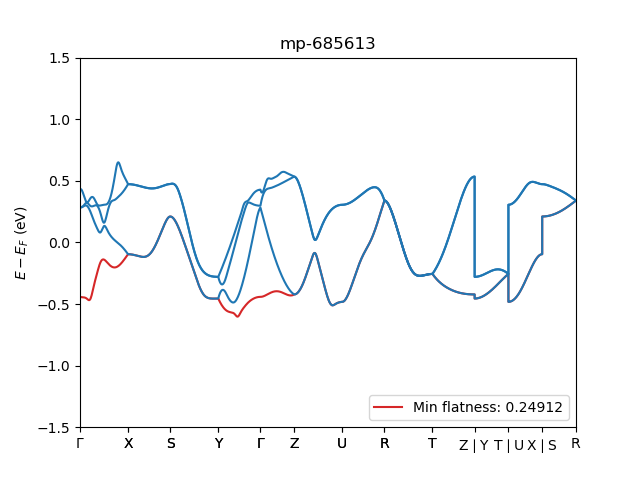 mp-685613
1.5
1.0
0.5
0.0
−0.5
−1.0
−1.5
E − E_F (eV)
Min flatness: 0.24912
Γ X S Y Γ Z U R T Z | Y T | U X | S R